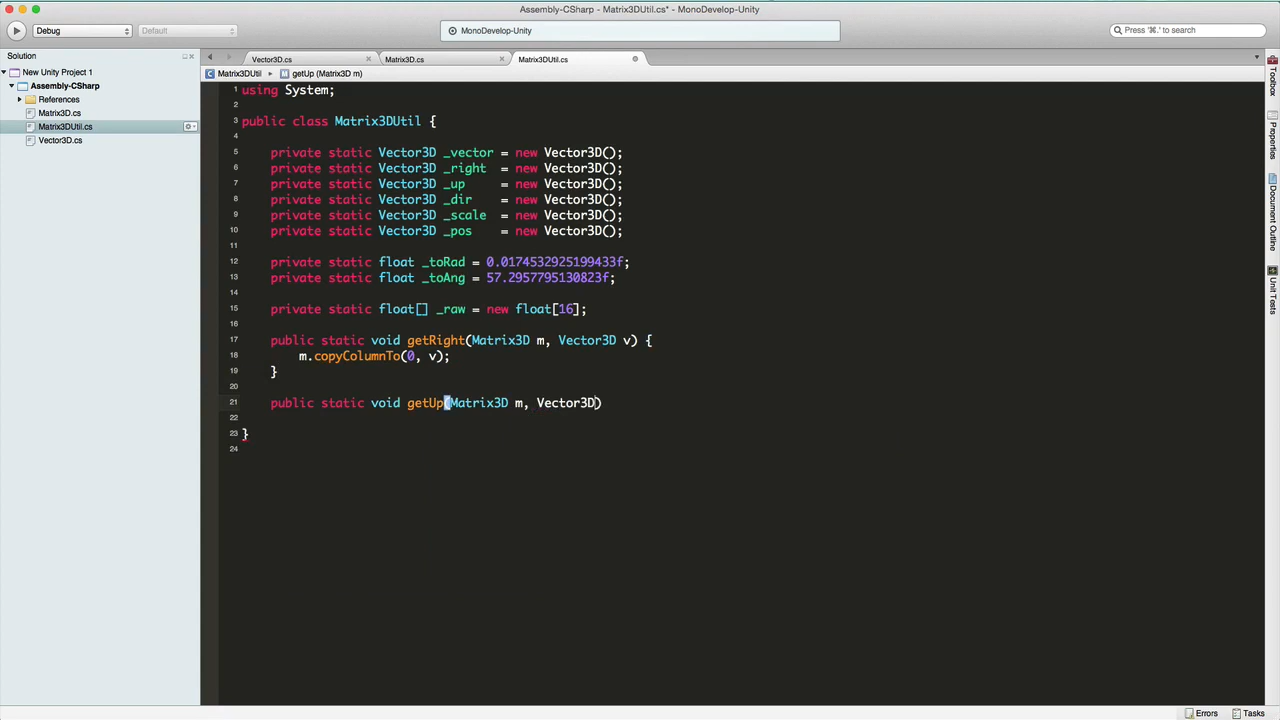 Assembly-CSharp - Matrix3DUtil.cs* - MonoDevelop-Unity
Debug
Default
MonoDevelop-Unity
Press '⌘.' to search
Solution
Vector3D.cs
Matrix3D.cs
Matrix3DUtil.cs
New Unity Project 1
Assembly-CSharp
References
Matrix3D.cs
Matrix3DUtil.cs
Vector3D.cs
C Matrix3DUtil
M getUp (Matrix3D m)
1 using System;
2
3 public class Matrix3DUtil {
4
5 private static Vector3D _vector = new Vector3D();
6 private static Vector3D _right = new Vector3D();
7 private static Vector3D _up = new Vector3D();
8 private static Vector3D _dir = new Vector3D();
9 private static Vector3D _scale = new Vector3D();
10 private static Vector3D _pos = new Vector3D();
11
12 private static float _toRad = 0.0174532925199433f;
13 private static float _toAng = 57.2957795130823f;
14
15 private static float[] _raw = new float[16];
16
17 public static void getRight(Matrix3D m, Vector3D v) {
18 m.copyColumnTo(0, v);
19 }
20
21 public static void getUp(Matrix3D m, Vector3D)
22
23 }
24
Toolbox
Properties
Document Outline
Unit Tests
Errors
Tasks